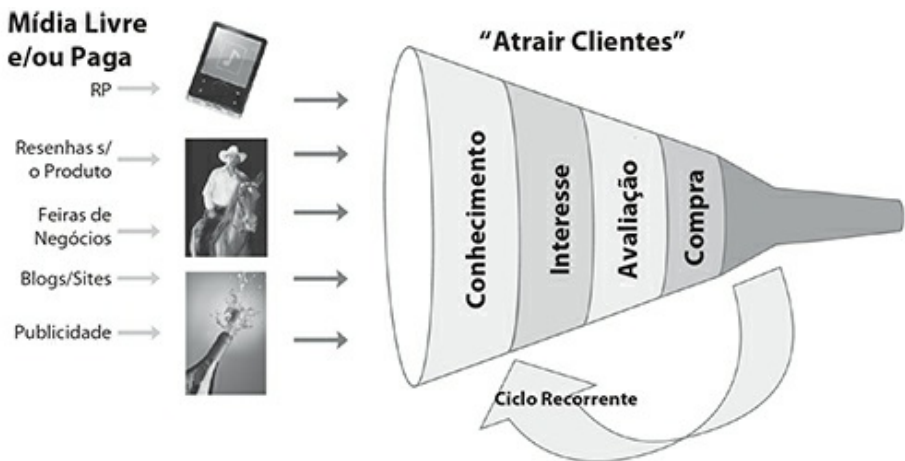 Mídia Livre
e/ou Paga
RP
Resenhas s/
o Produto
Feiras de
Negócios
Blogs/Sites
Publicidade
“Atrair Clientes”
Conhecimento
Interesse
Avaliação
Compra
Ciclo Recorrente